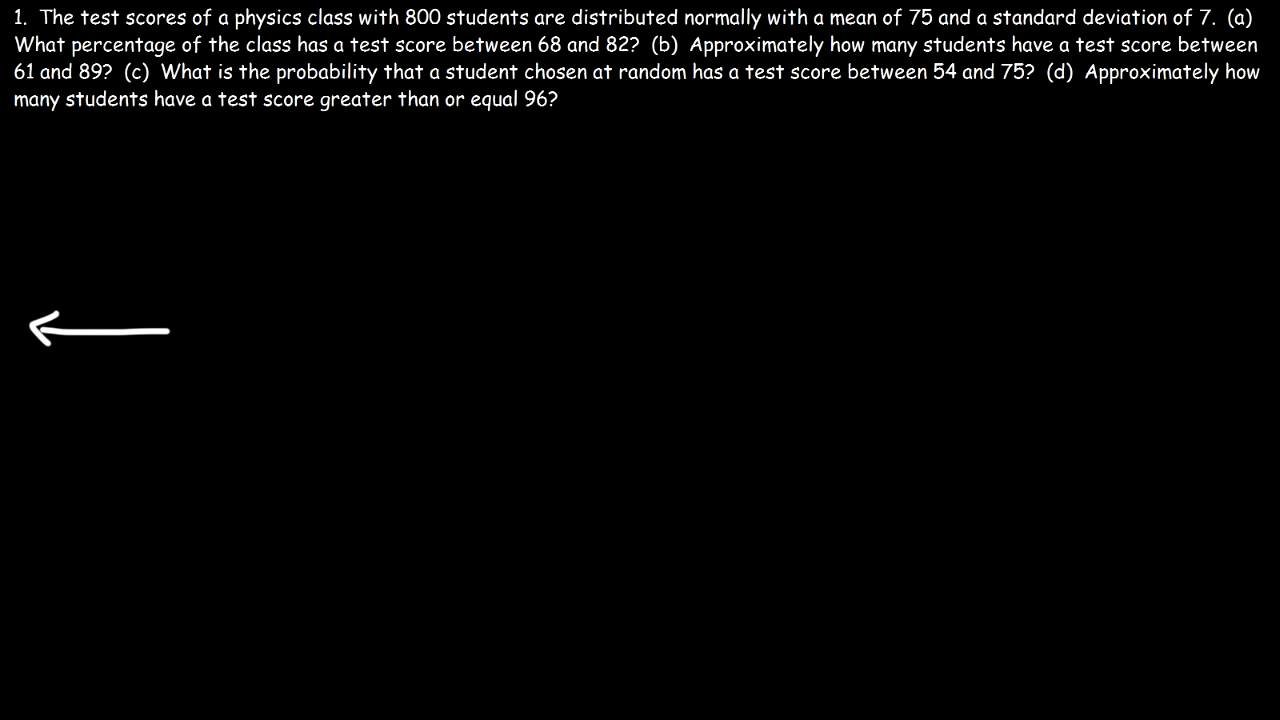 1. The test scores of a physics class with 800 students are distributed normally with a mean of 75 and a standard deviation of 7. (a)
What percentage of the class has a test score between 68 and 82? (b) Approximately how many students have a test score between
61 and 89? (c) What is the probability that a student chosen at random has a test score between 54 and 75? (d) Approximately how
many students have a test score greater than or equal 96?